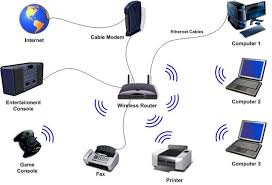 Internet
Cable Modem
Ethernet Cables
Computer 1
Entertainment
Console
Wireless Router
Computer 2
Game
Console
Fax
Printer
Computer 3